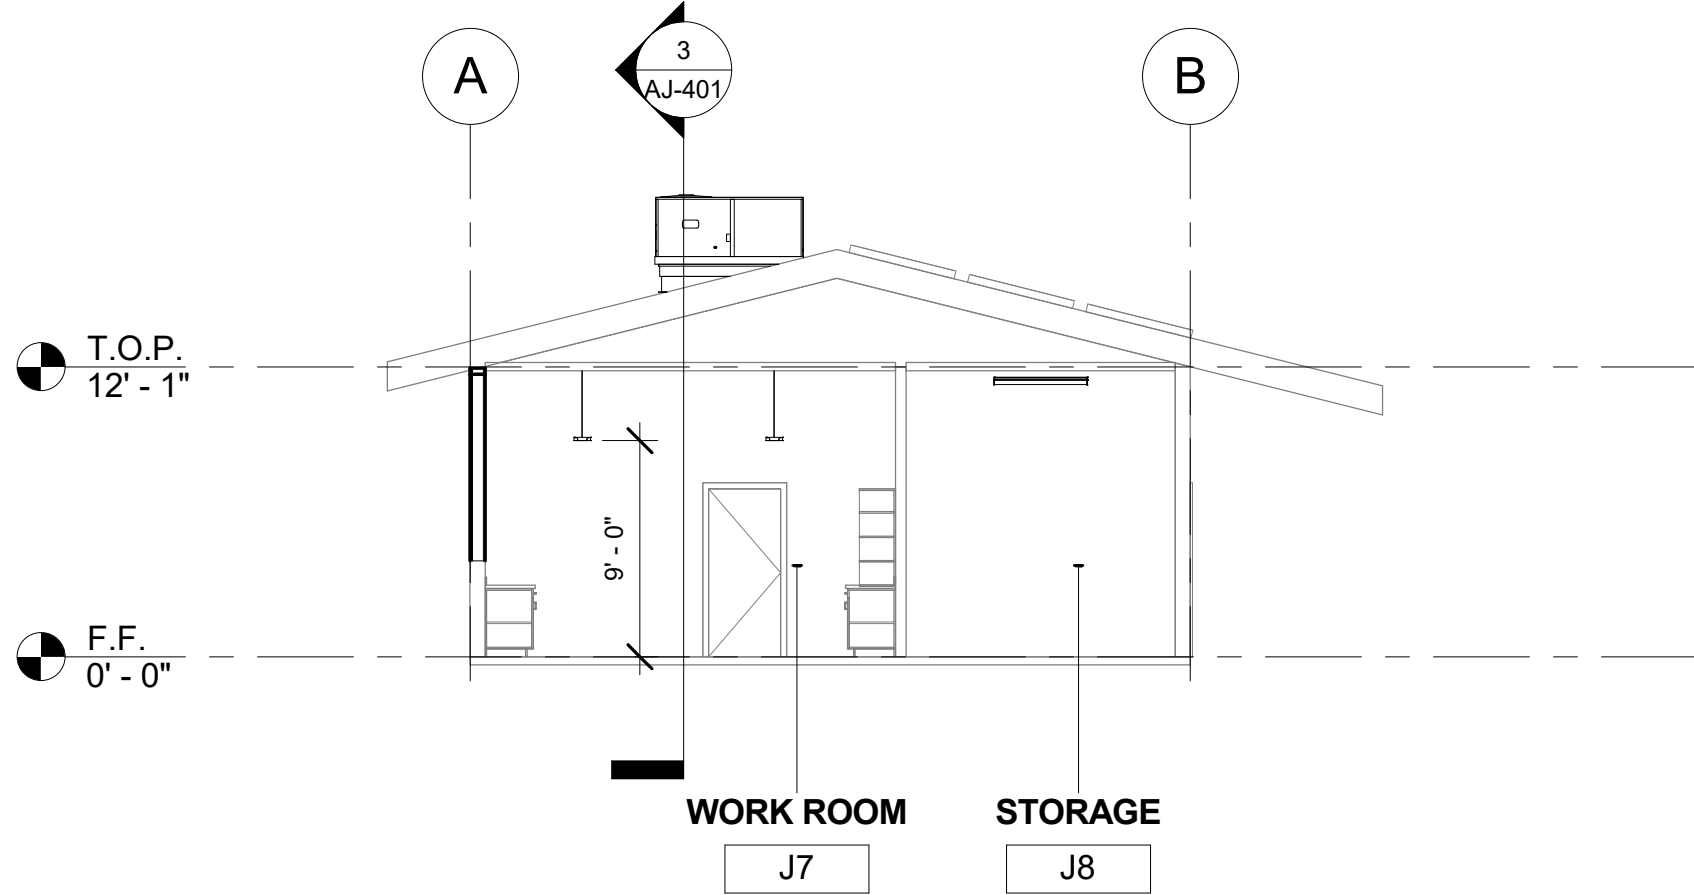 A
3
AJ-401
B
T.O.P.
12' - 1"
9' - 0"
F.F.
0' - 0"
WORK ROOM
J7
STORAGE
J8